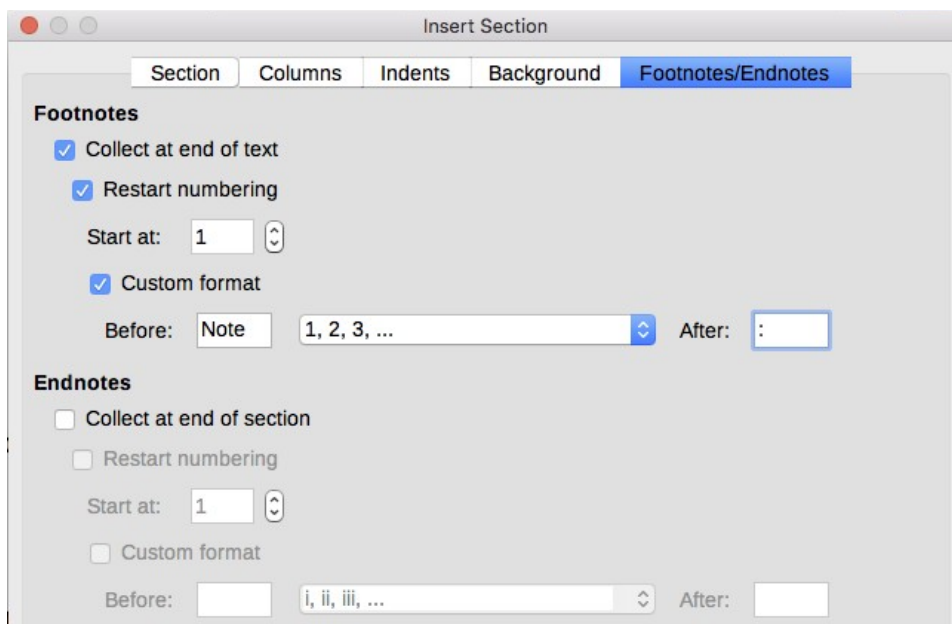 Insert Section
Section Columns Indents Background Footnotes/Endnotes
Footnotes
Collect at end of text
Restart numbering
Start at: 1
Custom format
Before: Note 1, 2, 3, ... After: :
Endnotes
Collect at end of section
Restart numbering
Start at: 1
Custom format
Before: i, ii, iii, ... After: